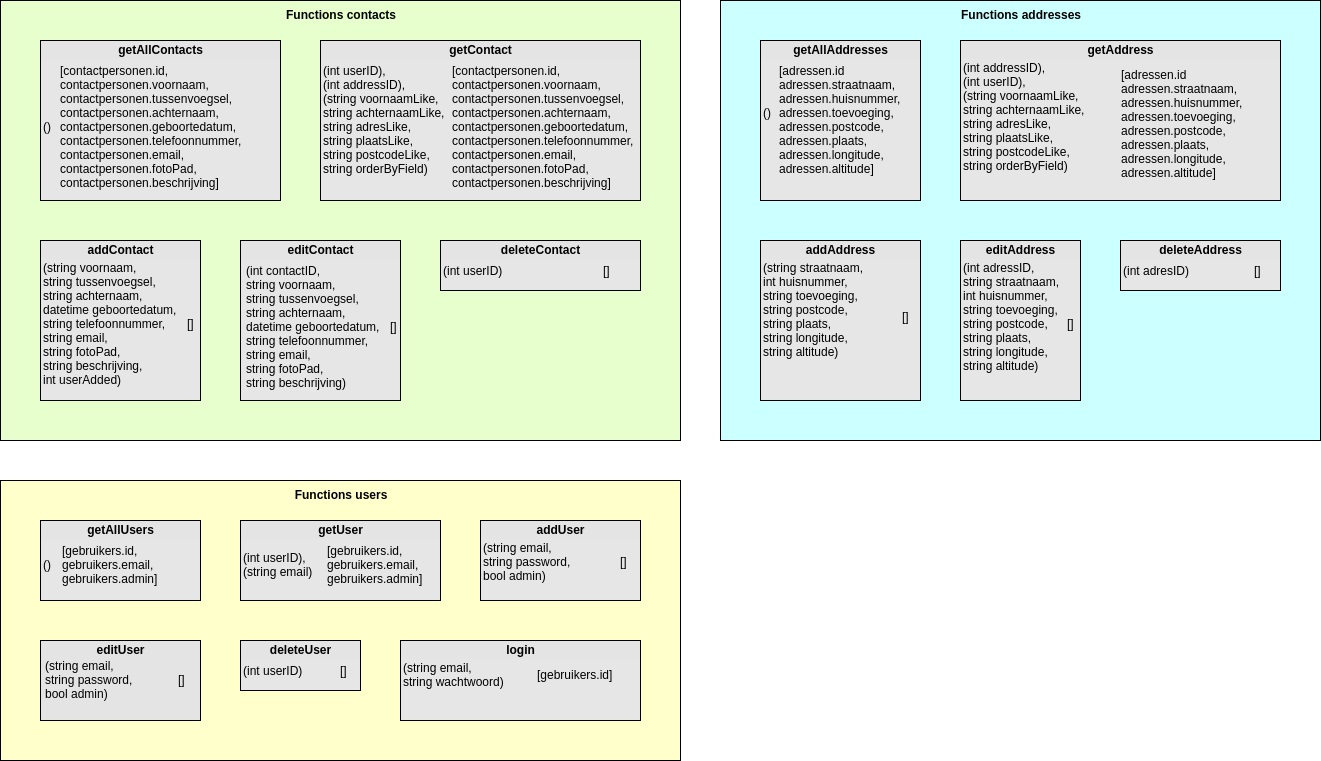 Functions contacts
getAllContacts
()
[contactpersonen.id,
contactpersonen.voornaam,
contactpersonen.tussenvoegsel,
contactpersonen.achternaam,
contactpersonen.geboortedatum,
contactpersonen.telefoonnummer,
contactpersonen.email,
contactpersonen.fotoPad,
contactpersonen.beschrijving]
getContact
(int userID),
(int addressID),
(string voornaamLike,
string achternaamLike,
string adresLike,
string plaatsLike,
string postcodeLike,
string orderByField)
[contactpersonen.id,
contactpersonen.voornaam,
contactpersonen.tussenvoegsel,
contactpersonen.achternaam,
contactpersonen.geboortedatum,
contactpersonen.telefoonnummer,
contactpersonen.email,
contactpersonen.fotoPad,
contactpersonen.beschrijving]
addContact
(string voornaam,
string tussenvoegsel,
string achternaam,
datetime geboortedatum,
string telefoonnummer,
string email,
string fotoPad,
string beschrijving,
int userAdded)
[]
editContact
(int contactID,
string voornaam,
string tussenvoegsel,
string achternaam,
datetime geboortedatum,
string telefoonnummer,
string email,
string fotoPad,
string beschrijving)
[]
deleteContact
(int userID)
[]
Functions addresses
getAllAddresses
()
[adressen.id
adressen.straatnaam,
adressen.huisnummer,
adressen.toevoeging,
adressen.postcode,
adressen.plaats,
adressen.longitude,
adressen.altitude]
getAddress
(int addressID),
(int userID),
(string voornaamLike,
string achternaamLike,
string adresLike,
string plaatsLike,
string postcodeLike,
string orderByField)
[adressen.id
adressen.straatnaam,
adressen.huisnummer,
adressen.toevoeging,
adressen.postcode,
adressen.plaats,
adressen.longitude,
adressen.altitude]
addAddress
(string straatnaam,
int huisnummer,
string toevoeging,
string postcode,
string plaats,
string longitude,
string altitude)
[]
editAddress
(int adressID,
string straatnaam,
int huisnummer,
string toevoeging,
string postcode,
string plaats,
string longitude,
string altitude)
[]
deleteAddress
(int adresID)
[]
Functions users
getAllUsers
()
[gebruikers.id,
gebruikers.email,
gebruikers.admin]
getUser
(int userID),
(string email)
[gebruikers.id,
gebruikers.email,
gebruikers.admin]
addUser
(string email,
string password,
bool admin)
[]
editUser
(string email,
string password,
bool admin)
[]
deleteUser
(int userID)
[]
login
(string email,
string wachtwoord)
[gebruikers.id]